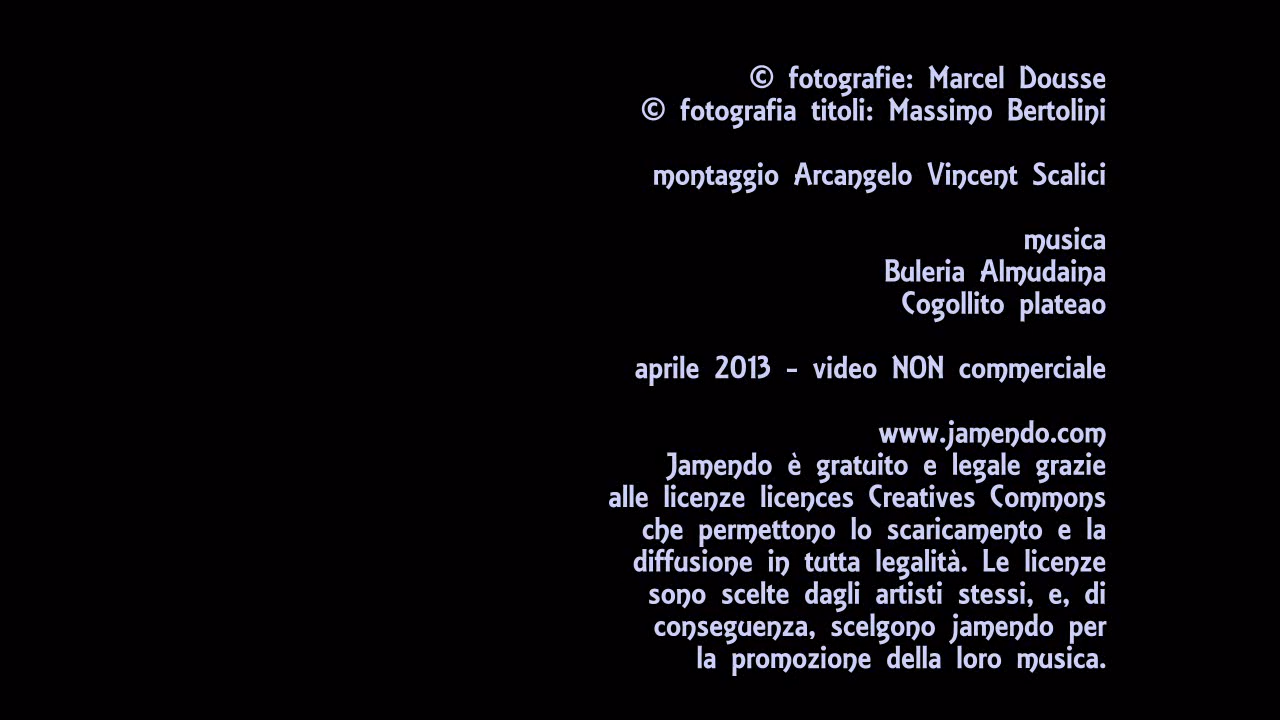 © fotografie: Marcel Dousse
© fotografia titoli: Massimo Bertolini
montaggio Arcangelo Vincent Scalici
musica
Buleria Almudaina
Cogollito plateao
aprile 2013 - video NON commerciale
www.jamendo.com
Jamendo è gratuito e legale grazie
alle licenze licences Creatives Commons
che permettono lo scaricamento e la
diffusione in tutta legalità. Le licenze
sono scelte dagli artisti stessi, e, di
conseguenza, scelgono jamendo per
la promozione della loro musica.